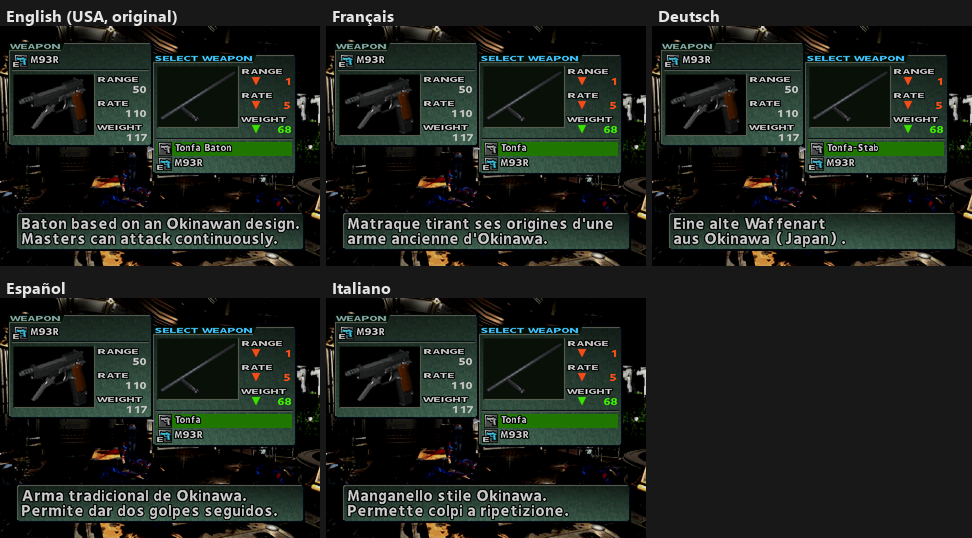 English (USA, original)
WEAPON
E M93R
RANGE
50
RATE
110
WEIGHT
117
SELECT WEAPON
RANGE
1
RATE
5
WEIGHT
68
Tonfa Baton
E M93R
Baton based on an Okinawan design.
Masters can attack continuously.
Français
WEAPON
E M93R
RANGE
50
RATE
110
WEIGHT
117
SELECT WEAPON
RANGE
1
RATE
5
WEIGHT
68
Tonfa
E M93R
Matraque tirant ses origines d'une
arme ancienne d'Okinawa.
Deutsch
WEAPON
E M93R
RANGE
50
RATE
110
WEIGHT
117
SELECT WEAPON
RANGE
1
RATE
5
WEIGHT
68
Tonfa-Stab
E M93R
Eine alte Waffenart
aus Okinawa (Japan).
Español
WEAPON
E M93R
RANGE
50
RATE
110
WEIGHT
117
SELECT WEAPON
RANGE
1
RATE
5
WEIGHT
68
Tonfa
E M93R
Arma tradicional de Okinawa.
Permite dar dos golpes seguidos.
Italiano
WEAPON
E M93R
RANGE
50
RATE
110
WEIGHT
117
SELECT WEAPON
RANGE
1
RATE
5
WEIGHT
68
Tonfa
E M93R
Manganello stile Okinawa.
Permette colpi a ripetizione.